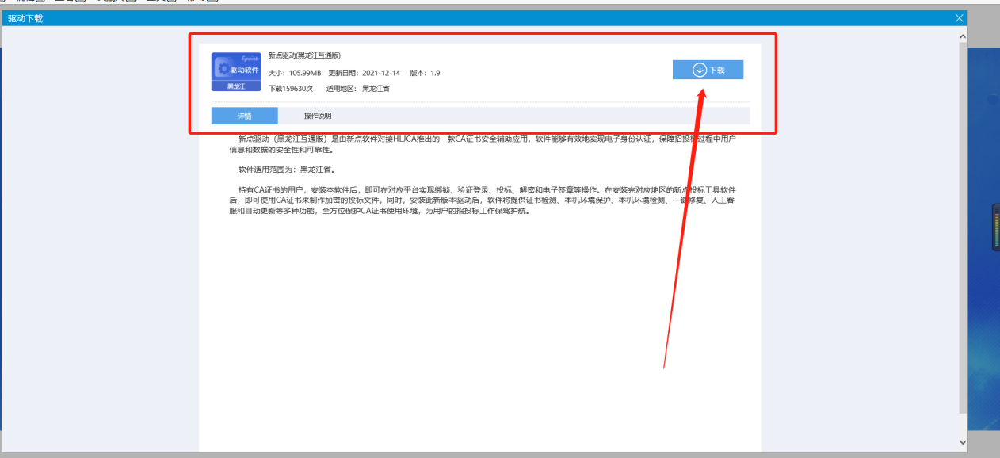 驱动下载
Epoint
驱动软件
黑龙江
新点驱动(黑龙江互通版)
大小：105.99MB 更新日期：2021-12-14 版本：1.9
下载159630次 适用地区：黑龙江省
下载
详情 操作说明
新点驱动（黑龙江互通版）是由新点软件对接HLJCA推出的一款CA证书安全辅助应用，软件能够有效地实现电子身份认证，保障招投标过程中用户
信息和数据的安全性和可靠性。
软件适用范围为：黑龙江省。
持有CA证书的用户，安装本软件后，即可在对应平台实现绑锁、验证登录、投标、解密和电子签章等操作。在安装完对应地区的新点投标工具软件
后，即可使用CA证书来制作加密的投标文件。同时，安装此新版本驱动后，软件将提供证书检测、本机环境保护、本机环境检测、一键修复、人工客
服和自动更新等多种功能，全方位保护CA证书使用环境，为用户的招投标工作保驾护航。